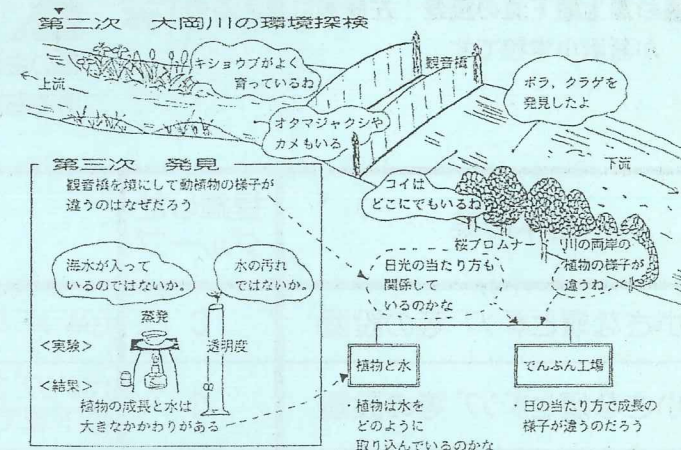 第二次　大岡川の環境探検
キショウブがよく
育っているわ
観音橋
上流
ボラ，クラゲを
発見したよ
オタマジャクシや
カメもいる
下流
コイは
どこにでもいるね
第三次　発見
観音橋を境にして動植物の様子が
違うのはなぜだろう
桜プロムナード
川の両岸の
植物の様子が
違うね
日光の当たり方も
関係して
いるのかな
海水が入って
いるのではないか。
水の汚れ
ではないか。
蒸発
<実験>
透明度
<結果>
植物の成長と水は
大きなかかわりがある
植物と水
でんぷん工場
・植物は水を
どのように
取り込んでいるのかな
・日の当たり方で成長の
様子が違うのだろう